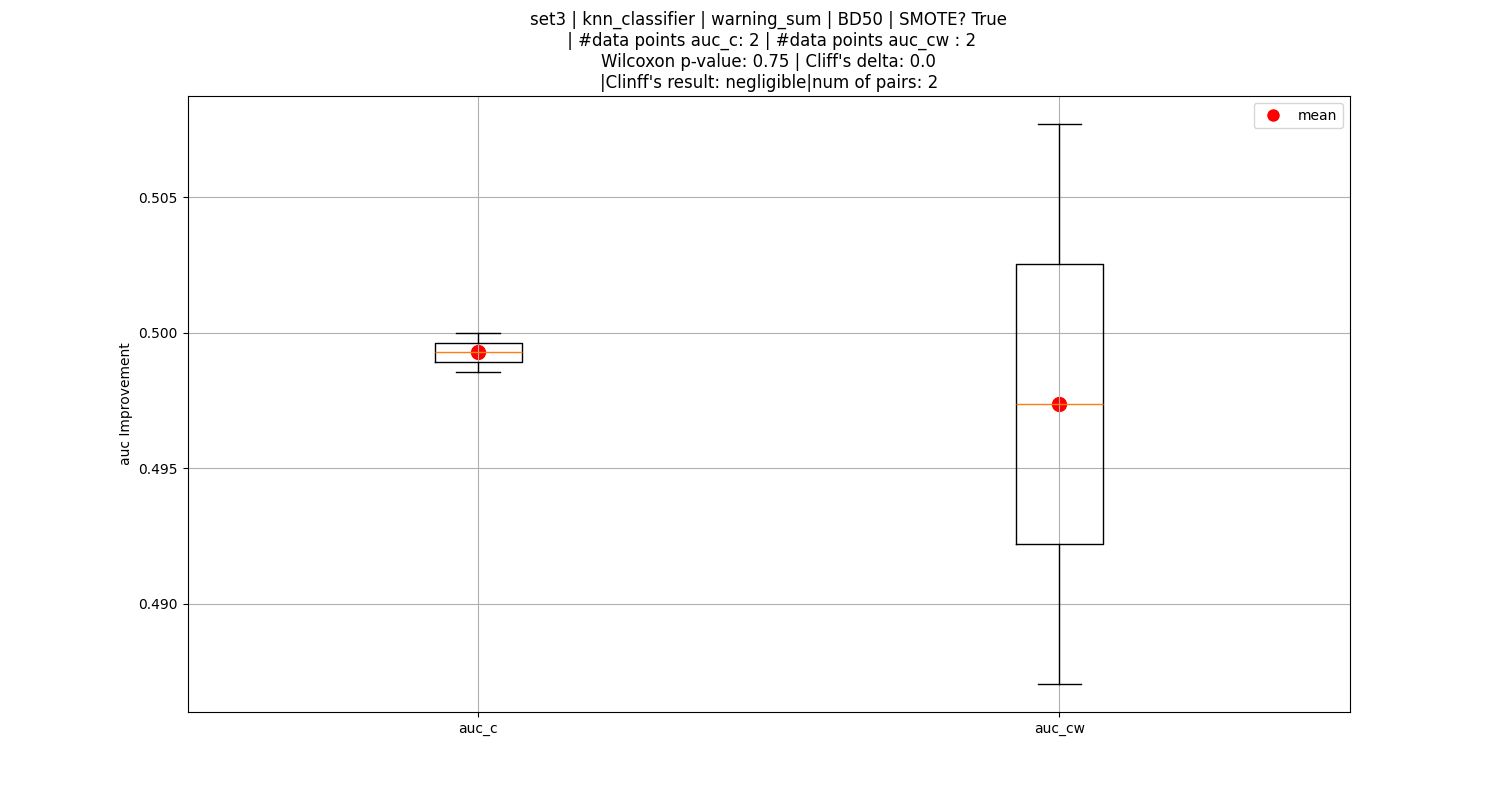 set3 | knn_classifier | warning_sum | BD50 | SMOTE? True
| #data points auc_c: 2 | #data points auc_cw : 2
Wilcoxon p-value: 0.75 | Cliff's delta: 0.0
|Clinff's result: negligible|num of pairs: 2
mean
0.505
0.500
0.495
0.490
auc Improvement
auc_c
auc_cw